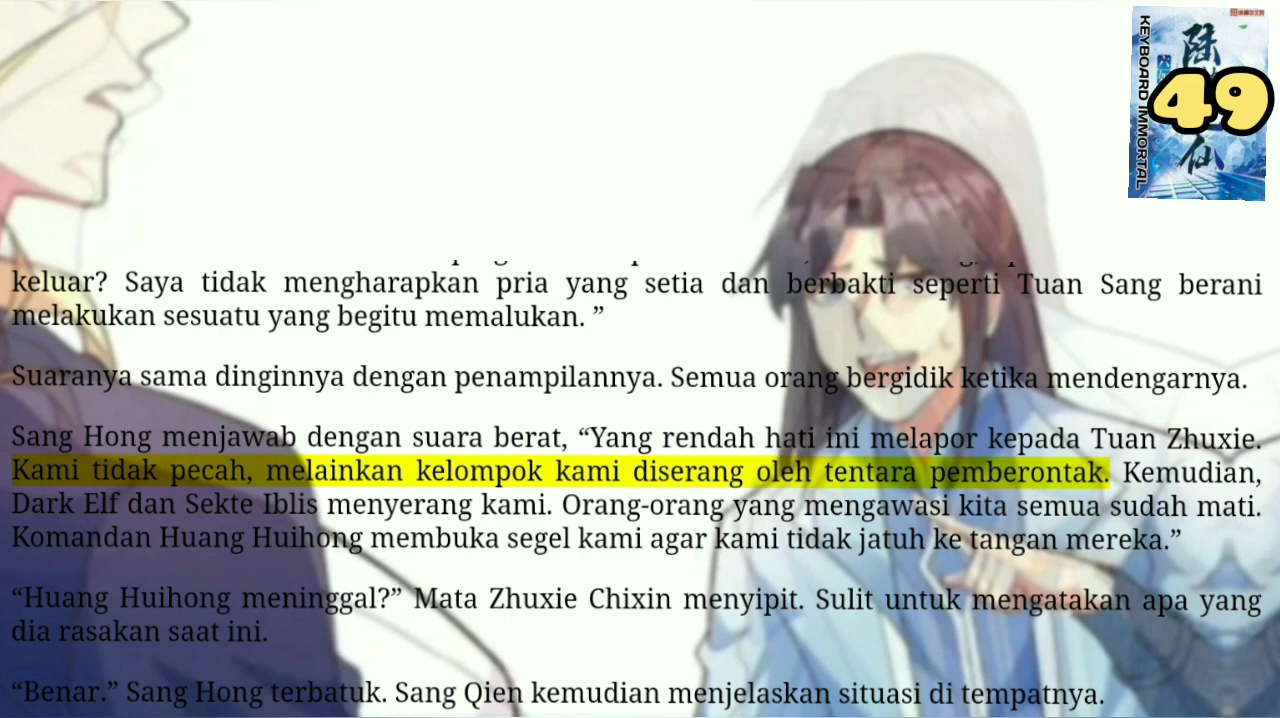 KEYBOARD IMMORTAL
49
keluar? Saya tidak mengharapkan pria yang setia dan berbakti seperti Tuan Sang berani
melakukan sesuatu yang begitu memalukan. ”
Suaranya sama dinginnya dengan penampilannya. Semua orang bergidik ketika mendengarnya.
Sang Hong menjawab dengan suara berat, “Yang rendah hati ini melapor kepada Tuan Zhuxie.
Kami tidak pecah, melainkan kelompok kami diserang oleh tentara pemberontak. Kemudian,
Dark Elf dan Sekte Iblis menyerang kami. Orang-orang yang mengawasi kita semua sudah mati.
Komandan Huang Huihong membuka segel kami agar kami tidak jatuh ke tangan mereka.”
“Huang Huihong meninggal?” Mata Zhuxie Chixin menyipit. Sulit untuk mengatakan apa yang
dia rasakan saat ini.
“Benar.” Sang Hong terbatuk. Sang Qien kemudian menjelaskan situasi di tempatnya.